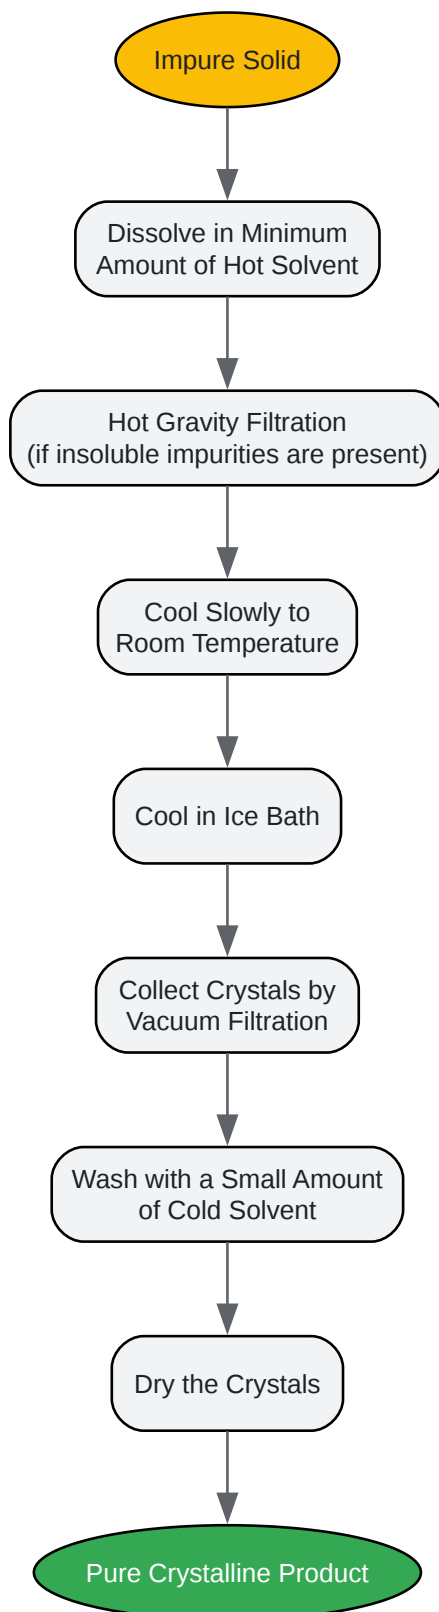 Impure Solid
Dissolve in Minimum
Amount of Hot Solvent
Hot Gravity Filtration
(if insoluble impurities are present)
Cool Slowly to
Room Temperature
Cool in Ice Bath
Collect Crystals by
Vacuum Filtration
Wash with a Small Amount
of Cold Solvent
Dry the Crystals
Pure Crystalline Product